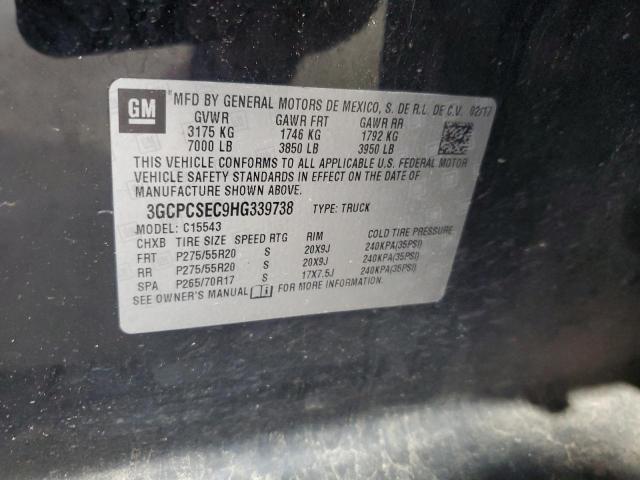 GM
MFD BY GENERAL MOTORS DE MEXICO, S. DE R.L. DE C.V. 02/17
GVWR GAWR FRT GAWR RR
3175 KG 1746 KG 1792 KG
7000 LB 3850 LB 3950 LB
THIS VEHICLE CONFORMS TO ALL APPLICABLE U.S. FEDERAL MOTOR
VEHICLE SAFETY STANDARDS IN EFFECT ON THE DATE OF
MANUFACTURE SHOWN ABOVE.
3GCPCSEC9HG339738 TYPE: TRUCK
MODEL: C15543
CHXB TIRE SIZE SPEED RTG RIM COLD TIRE PRESSURE
FRT P275/55R20 S 20X9J 240KPA(35PSI)
RR P275/55R20 S 20X9J 240KPA(35PSI)
SPA P265/70R17 S 17X7.5J 240KPA(35PSI)
SEE OWNER'S MANUAL FOR MORE INFORMATION.